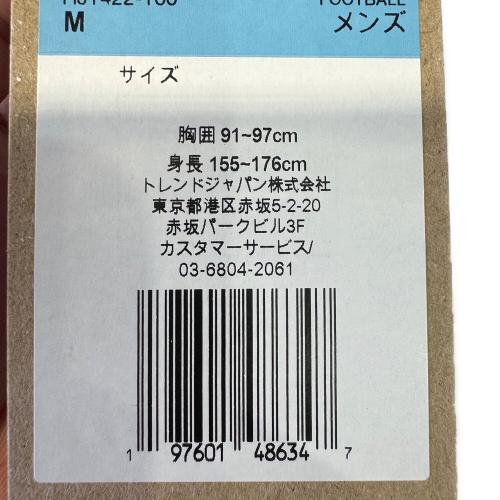 FOOTBALL
M メンズ
サイズ
胸囲 91~97cm
身長 155~176cm
トレンドジャパン株式会社
東京都港区赤坂5-2-20
赤坂パークビル3F
カスタマーサービス/
03-6804-2061
1 97601 48634 7